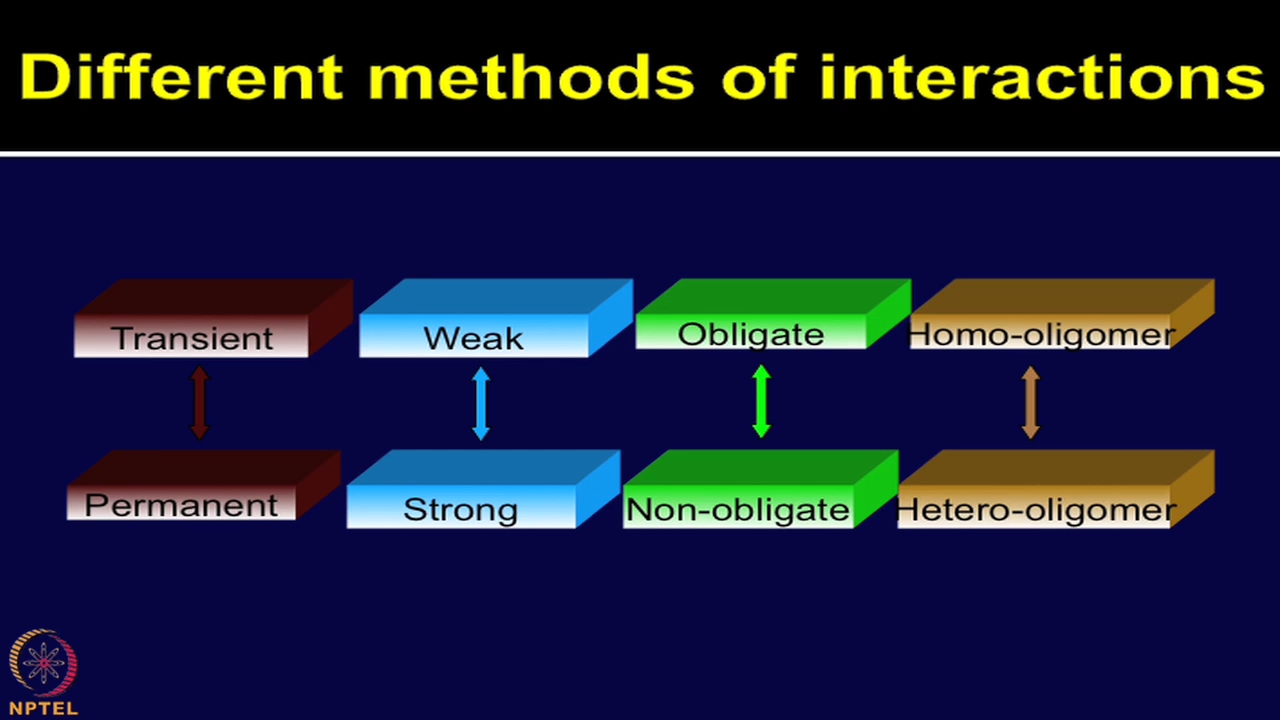 Different methods of interactions
Transient
Weak
Obligate
Homo-oligomer
Permanent
Strong
Non-obligate
Hetero-oligomer
NPTEL